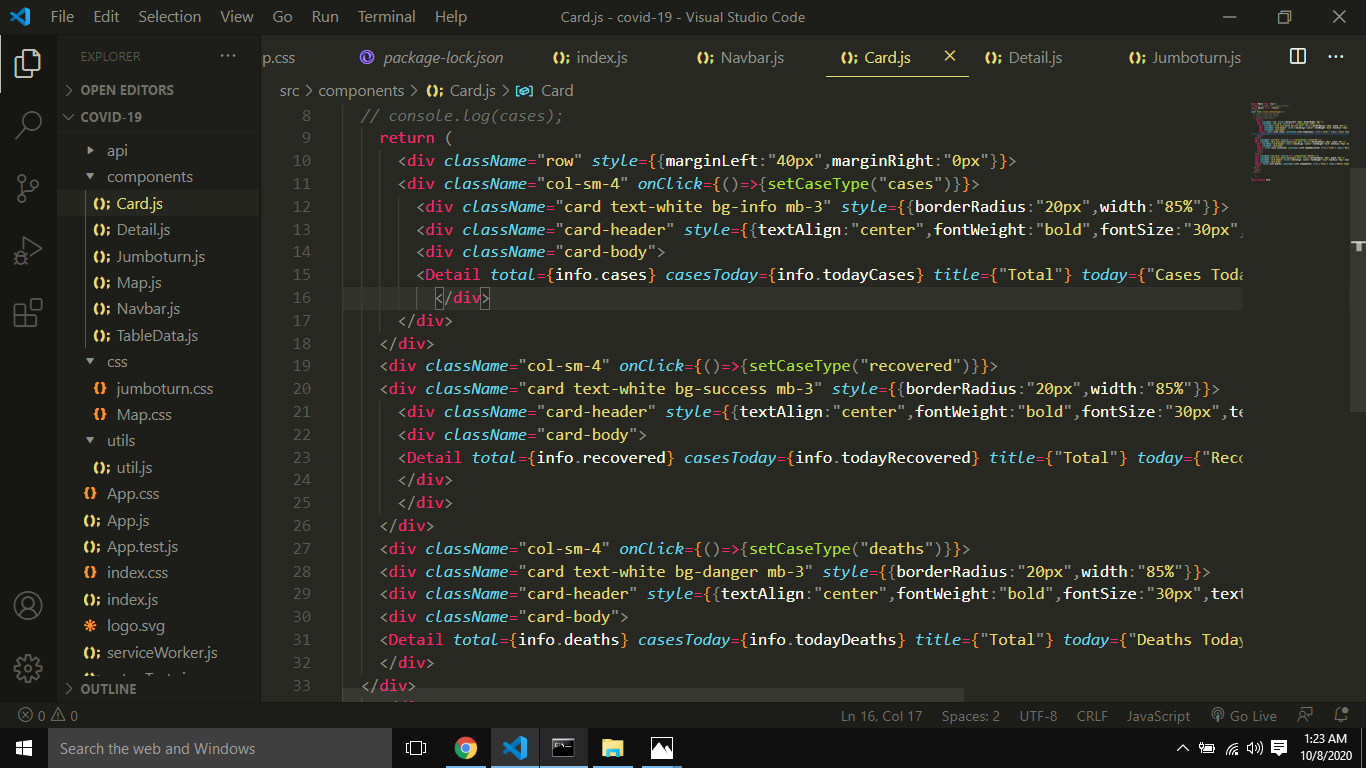 File Edit Selection View Go Run Terminal Help Card.js - covid-19 - Visual Studio Code
EXPLORER
p.css package-lock.json index.js Navbar.js Card.js Detail.js Jumboturn.js
OPEN EDITORS
COVID-19
api
components
Card.js
Detail.js
Jumboturn.js
Map.js
Navbar.js
TableData.js
css
jumboturn.css
Map.css
utils
util.js
App.css
App.js
App.test.js
index.css
index.js
logo.svg
serviceWorker.js
OUTLINE
src > components > Card.js > Card
8 // console.log(cases);
9 return (
10 <div className="row" style={{marginLeft:"40px",marginRight:"0px"}}>
11 <div className="col-sm-4" onClick={()=>{setCaseType("cases")}}>
12 <div className="card text-white bg-info mb-3" style={{borderRadius:"20px",width:"85%"}}>
13 <div className="card-header" style={{textAlign:"center",fontWeight:"bold",fontSize:"30px",
14 <div className="card-body">
15 <Detail total={info.cases} casesToday={info.todayCases} title={"Total"} today={"Cases Toda
16 </div>
17 </div>
18 </div>
19 <div className="col-sm-4" onClick={()=>{setCaseType("recovered")}}>
20 <div className="card text-white bg-success mb-3" style={{borderRadius:"20px",width:"85%"}}>
21 <div className="card-header" style={{textAlign:"center",fontWeight:"bold",fontSize:"30px",te
22 <div className="card-body">
23 <Detail total={info.recovered} casesToday={info.todayRecovered} title={"Total"} today={"Reco
24 </div>
25 </div>
26 </div>
27 <div className="col-sm-4" onClick={()=>{setCaseType("deaths")}}>
28 <div className="card text-white bg-danger mb-3" style={{borderRadius:"20px",width:"85%"}}>
29 <div className="card-header" style={{textAlign:"center",fontWeight:"bold",fontSize:"30px",text
30 <div className="card-body">
31 <Detail total={info.deaths} casesToday={info.todayDeaths} title={"Total"} today={"Deaths Today
32 </div>
33 </div>
0 0 Ln 16, Col 17 Spaces: 2 UTF-8 CRLF JavaScript Go Live
Search the web and Windows
1:23 AM
10/8/2020